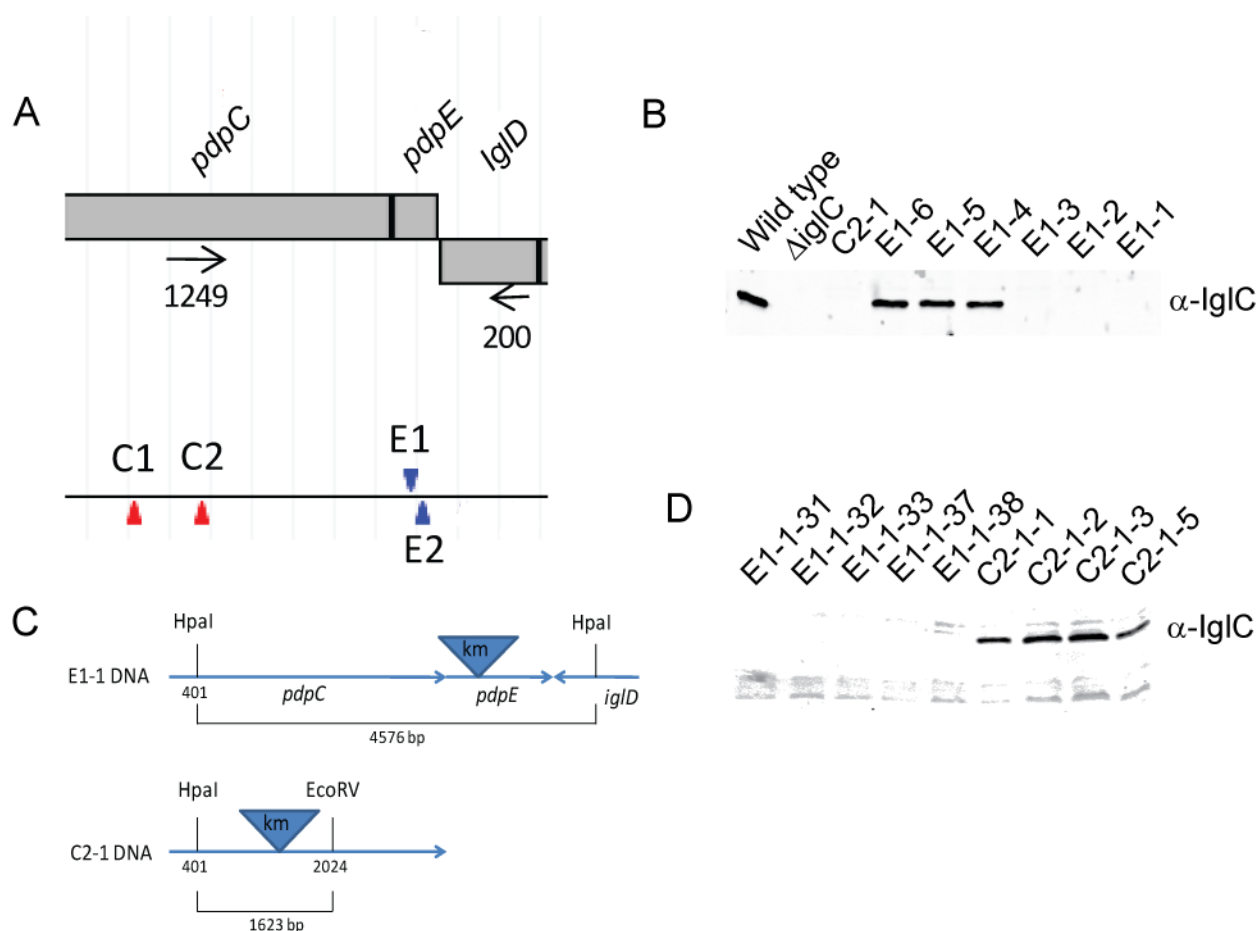 A
pdpC
pdpE
IglD
1249
200
C1
C2
E1
E2
B
Wild type
ΔiglC
C2-1
E1-6
E1-5
E1-4
E1-3
E1-2
E1-1
α-IglC
C
HpaI
HpaI
km
E1-1 DNA
401
pdpC
pdpE
iglD
4576 bp
HpaI
EcoRV
km
C2-1 DNA
401
2024
1623 bp
D
E1-1-31
E1-1-32
E1-1-33
E1-1-37
E1-1-38
C2-1-1
C2-1-2
C2-1-3
C2-1-5
α-IglC